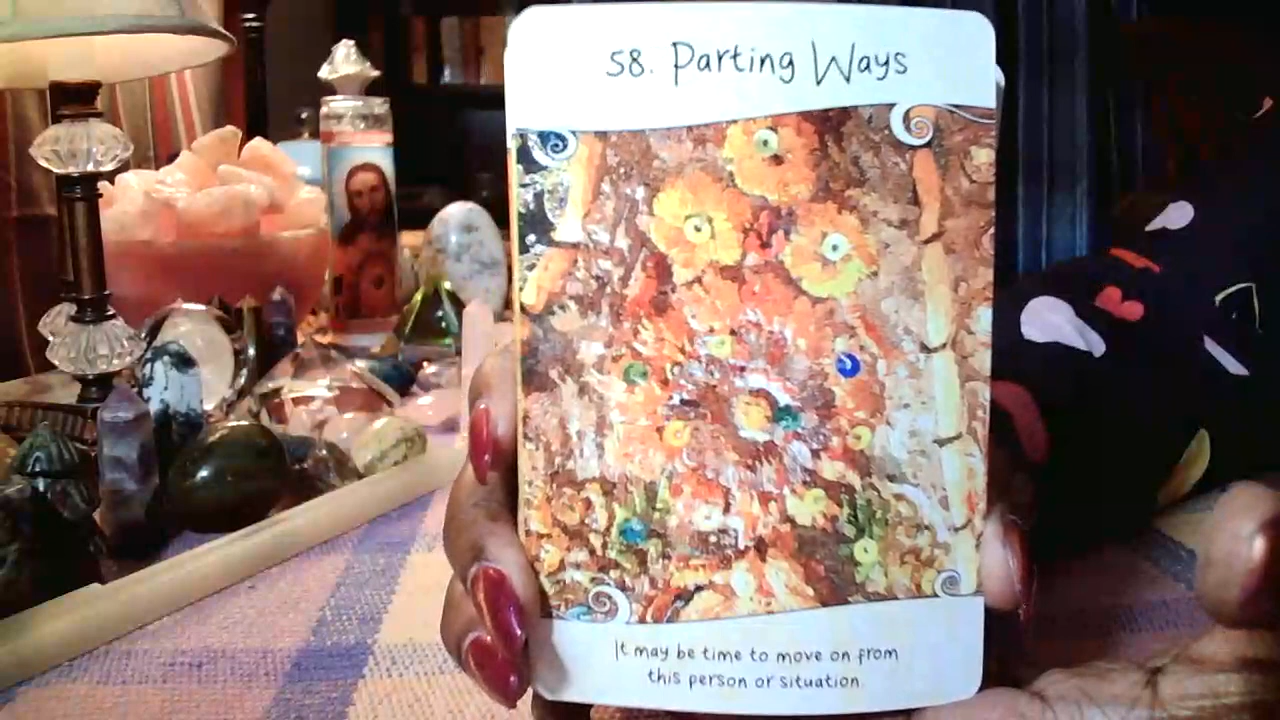 58. Parting Ways
It may be time to move on from
this person or situation.